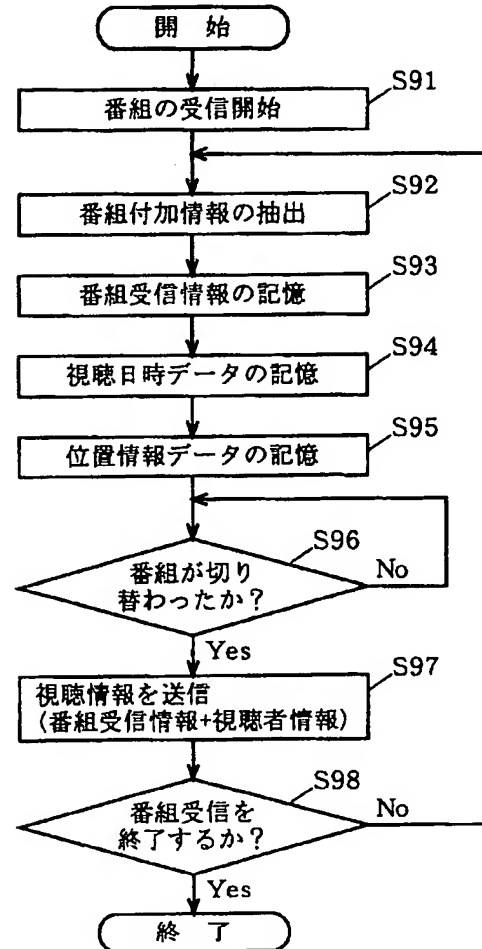 開 始
S91
番組の受信開始
S92
番組付加情報の抽出
S93
番組受信情報の記憶
S94
視聴日時データの記憶
S95
位置情報データの記憶
S96
番組が切り
替わったか？
No
Yes
S97
視聴情報を送信
(番組受信情報+視聴者情報)
S98
番組受信を
終了するか？
No
Yes
終 了